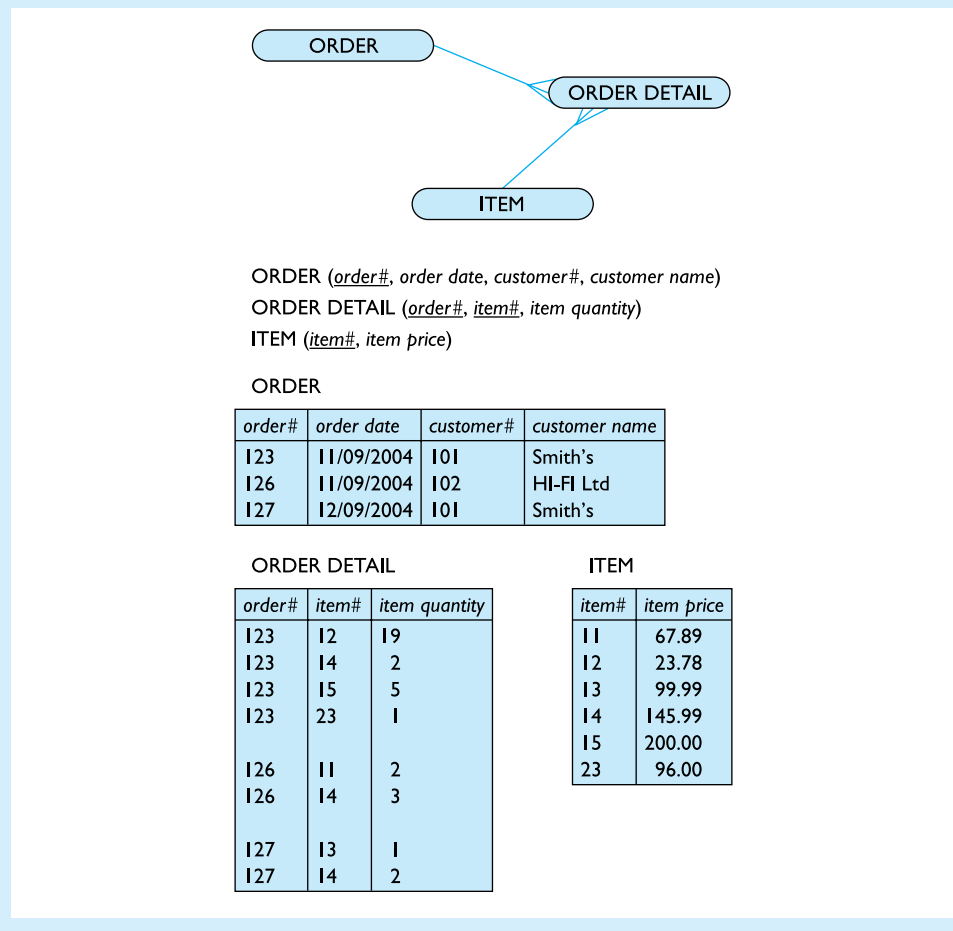 ORDER
ORDER DETAIL
ITEM
ORDER (order#, order date, customer#, customer name)
ORDER DETAIL (order#, item#, item quantity)
ITEM (item#, item price)
ORDER
order# order date customer# customer name
123 11/09/2004 101 Smith's
126 11/09/2004 102 HI-FI Ltd
127 12/09/2004 101 Smith's
ORDER DETAIL
order# item# item quantity
123 12 19
123 14 2
123 15 5
123 23 1
126 11 2
126 14 3
127 13 1
127 14 2
ITEM
item# item price
11 67.89
12 23.78
13 99.99
14 145.99
15 200.00
23 96.00